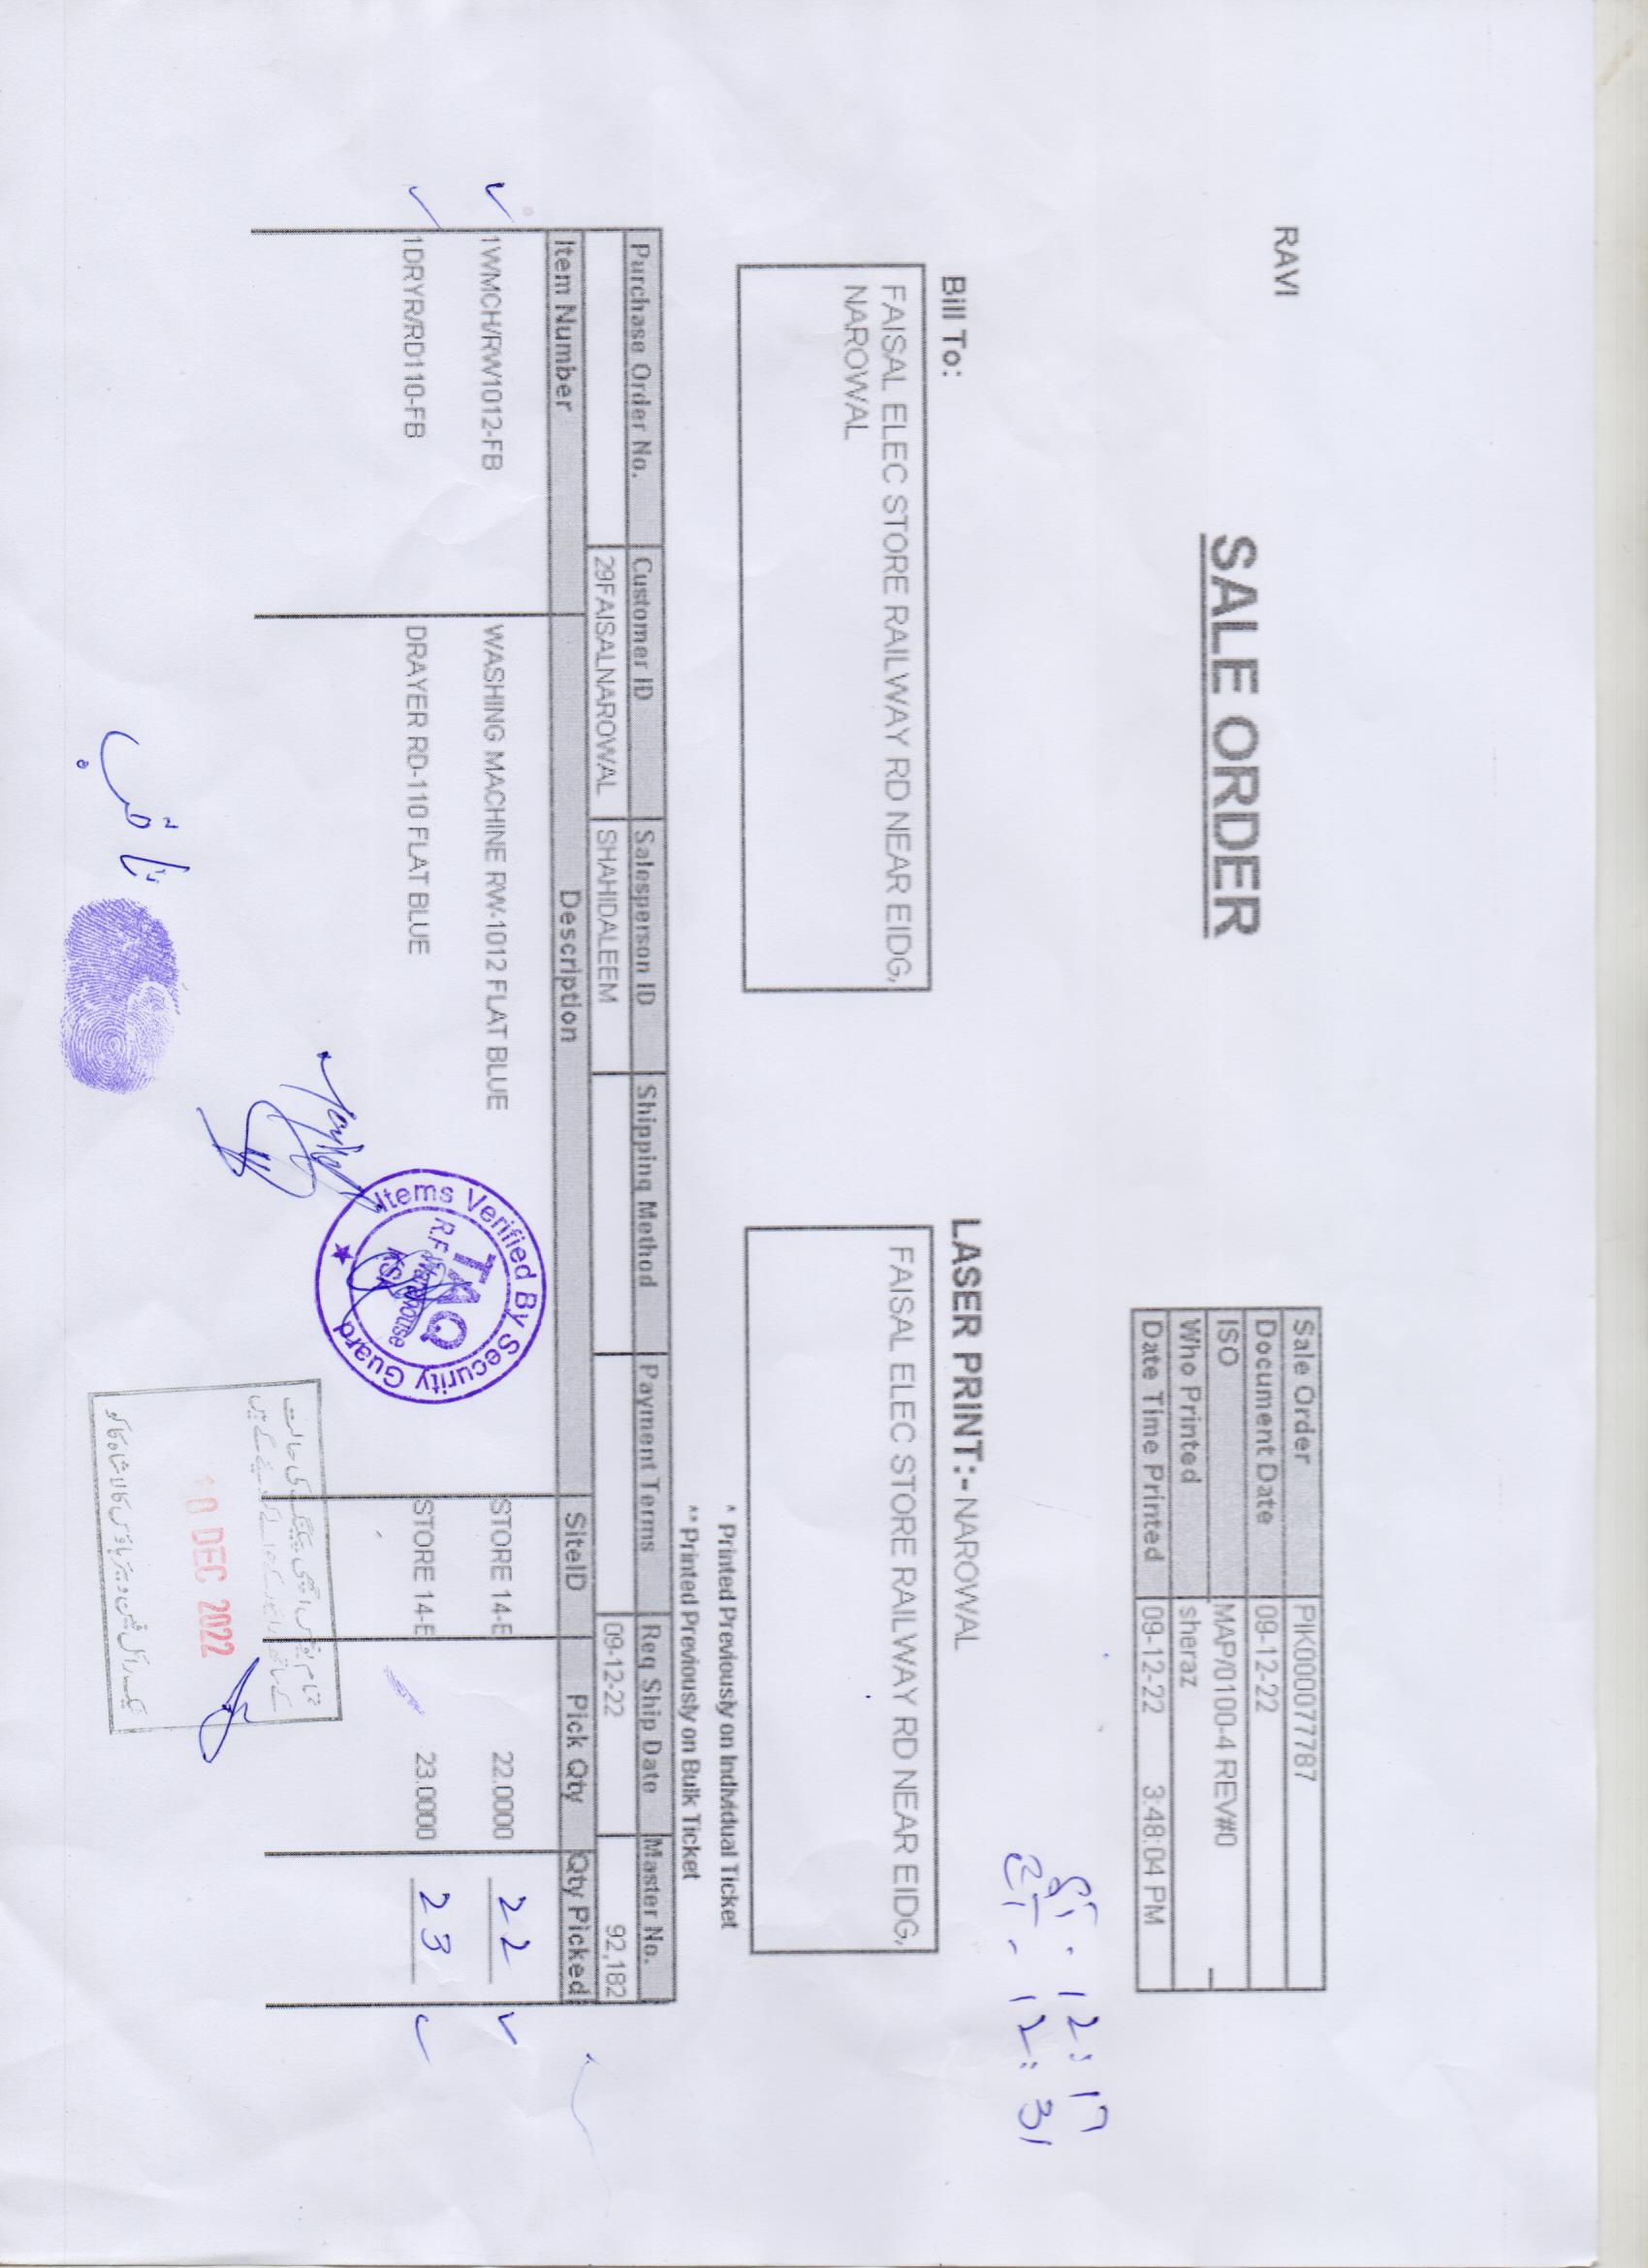 RAVI
SALE ORDER
Sale Order PIK000077787
Document Date 09-12-22
ISO MAP/0100-4 REV#0
Who Printed sheraz
Date Time Printed 09-12-22 3:48:04 PM
ST. 12:17
ET. 12:31
Bill To:
FAISAL ELEC STORE RAILWAY RD NEAR EIDG,
NAROWAL
LASER PRINT:- NAROWAL
FAISAL ELEC STORE RAILWAY RD NEAR EIDG,
* Printed Previously on Individual Ticket
** Printed Previously on Bulk Ticket
Purchase Order No. Customer ID Salesperson ID Shipping Method Payment Terms Req Ship Date Master No.
29FAISALNAROWAL SHAHIDALEEM 09-12-22 92,182
Item Number Description SiteID Pick Qty Qty Picked
1WMCH/RW1012-FB WASHING MACHINE RW-1012 FLAT BLUE STORE 14-E 22.0000 22
1DRYR/RD110-FB DRAYER RD-110 FLAT BLUE STORE 14-E 23.0000 23
Items Verified By Security Guard
TAQ
R.F Warehouse
KSK
تمام یونٹس اچھی پیکنگ کی حالت
کے ساتھ ڈرائیور کے حوالے کر دیئے گے ہیں
10 DEC 2022
ٹیک رائل فین ویئر ہاؤس کالا شاہ کاکو
ثاقب